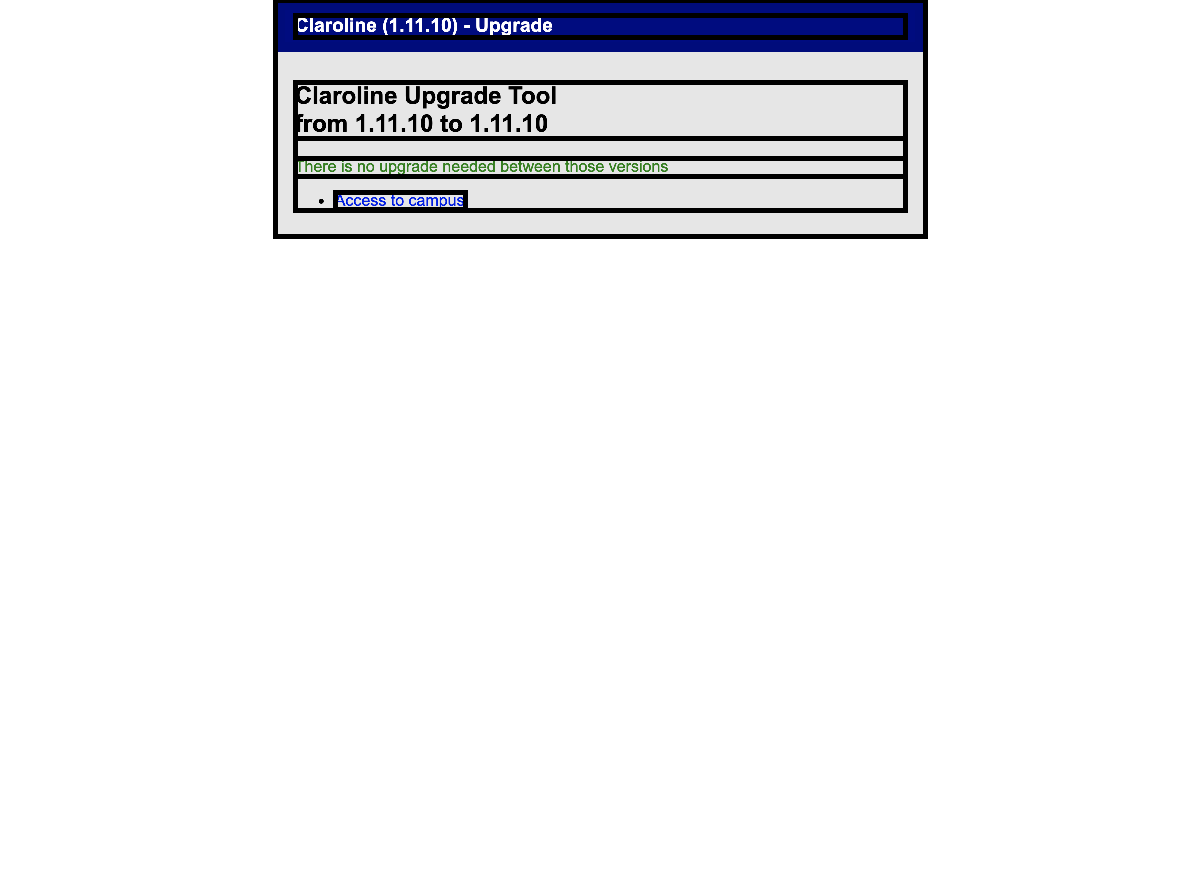 Claroline (1.11.10) - Upgrade
Claroline Upgrade Tool
from 1.11.10 to 1.11.10
There is no upgrade needed between those versions
Access to campus